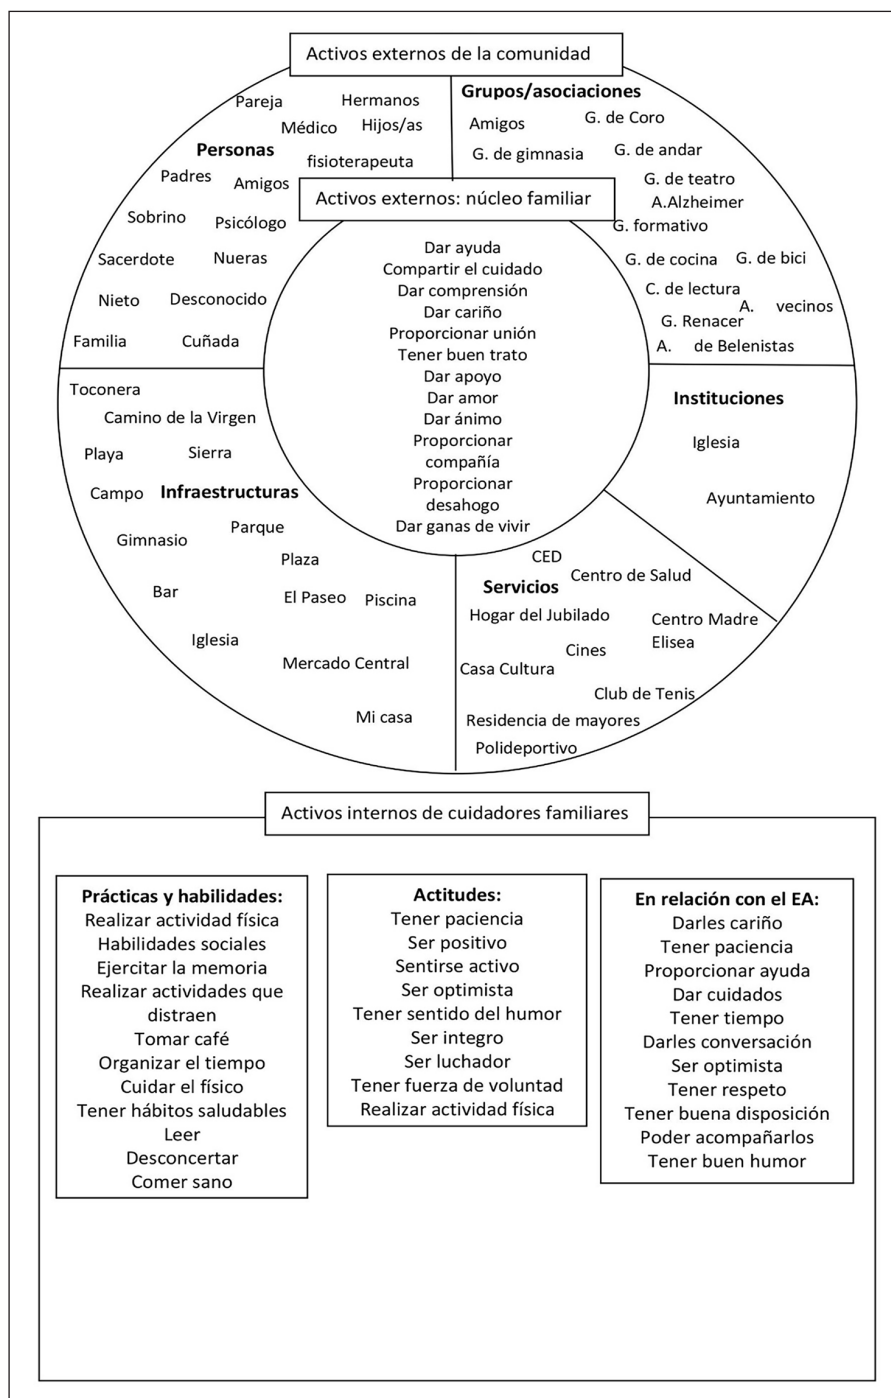 Activos externos de la comunidad
Pareja
Hermanos
Médico
Hijos/as
Personas
fisioterapeuta
Padres
Amigos
Sobrino
Psicólogo
Sacerdote
Nueras
Nieto
Desconocido
Familia
Cuñada
Grupos/asociaciones
Amigos
G. de Coro
G. de gimnasia
G. de andar
G. de teatro
A.Alzheimer
G. formativo
G. de cocina
G. de bici
C. de lectura
A. vecinos
G. Renacer
A. de Belenistas
Activos externos: núcleo familiar
Dar ayuda
Compartir el cuidado
Dar comprensión
Dar cariño
Proporcionar unión
Tener buen trato
Dar apoyo
Dar amor
Dar ánimo
Proporcionar
compañía
Proporcionar
desahogo
Dar ganas de vivir
Instituciones
Iglesia
Ayuntamiento
Toconera
Camino de la Virgen
Playa
Sierra
Campo
Infraestructuras
Parque
Gimnasio
Plaza
Bar
El Paseo
Piscina
Iglesia
Mercado Central
Mi casa
CED
Centro de Salud
Servicios
Hogar del Jubilado
Centro Madre
Elisea
Cines
Casa Cultura
Club de Tenis
Residencia de mayores
Polideportivo
Activos internos de cuidadores familiares
Prácticas y habilidades:
Realizar actividad física
Habilidades sociales
Ejercitar la memoria
Realizar actividades que
distraen
Tomar café
Organizar el tiempo
Cuidar el físico
Tener hábitos saludables
Leer
Desconcertar
Comer sano
Actitudes:
Tener paciencia
Ser positivo
Sentirse activo
Ser optimista
Tener sentido del humor
Ser integro
Ser luchador
Tener fuerza de voluntad
Realizar actividad física
En relación con el EA:
Darles cariño
Tener paciencia
Proporcionar ayuda
Dar cuidados
Tener tiempo
Darles conversación
Ser optimista
Tener respeto
Tener buena disposición
Poder acompañarlos
Tener buen humor